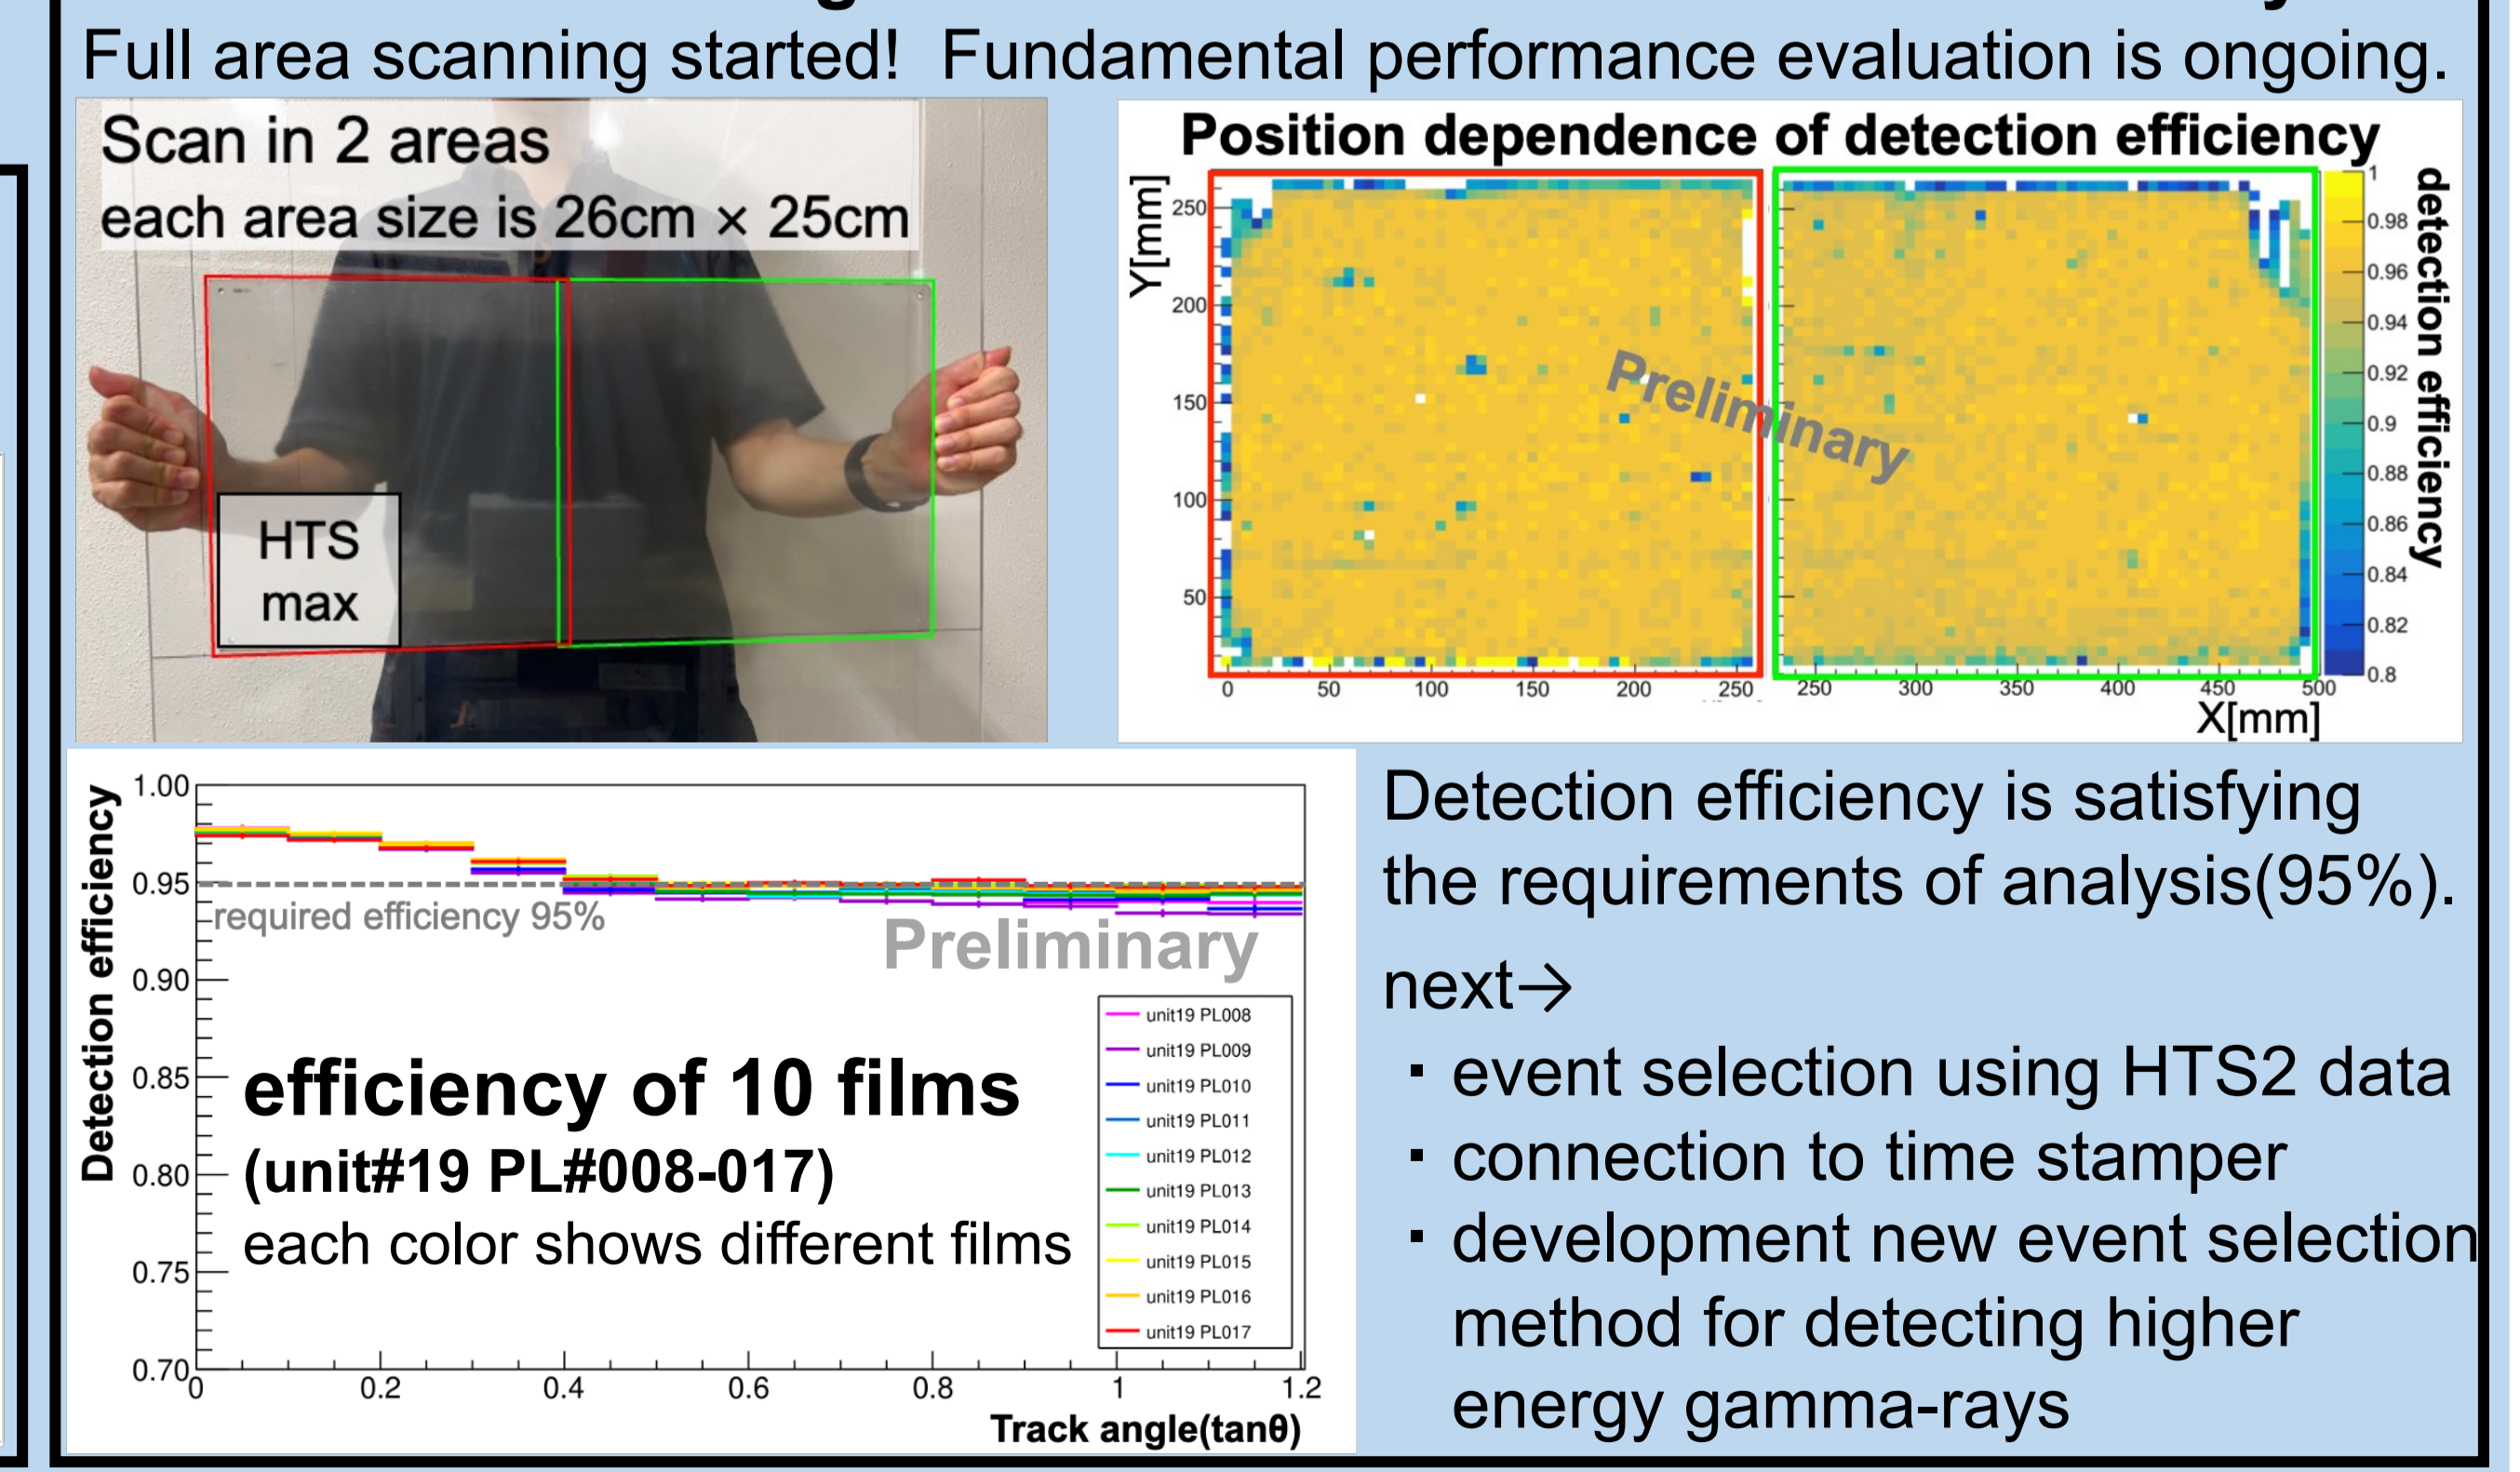 Full area scanning started! Fundamental performance evaluation is ongoing.
Scan in 2 areas
each area size is 26cm × 25cm
HTS
max
Position dependence of detection efficiency
Y[mm]
250
200
150
100
50
0 50 100 150 200 250
250 300 350 400 450 500
X[mm]
Preliminary
1
0.98
0.96
0.94
0.92
0.9
0.88
0.86
0.84
0.82
0.8
detection efficiency
Detection efficiency
1.00
0.95
0.90
0.85
0.80
0.75
0.70
required efficiency 95%
Preliminary
efficiency of 10 films
(unit#19 PL#008-017)
each color shows different films
unit19 PL008
unit19 PL009
unit19 PL010
unit19 PL011
unit19 PL012
unit19 PL013
unit19 PL014
unit19 PL015
unit19 PL016
unit19 PL017
0 0.2 0.4 0.6 0.8 1 1.2
Track angle(tanθ)
Detection efficiency is satisfying
the requirements of analysis(95%).
next→
・event selection using HTS2 data
・connection to time stamper
・development new event selection
method for detecting higher
energy gamma-rays